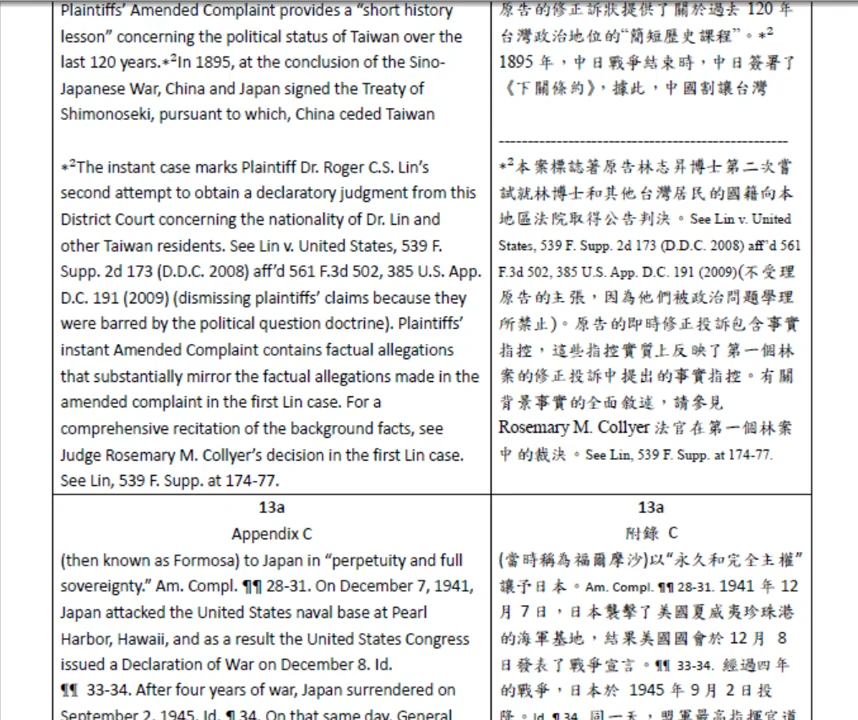 Plaintiffs' Amended Complaint provides a "short history
lesson" concerning the political status of Taiwan over the
last 120 years.*2In 1895, at the conclusion of the Sino-
Japanese War, China and Japan signed the Treaty of
Shimonoseki, pursuant to which, China ceded Taiwan
*2The instant case marks Plaintiff Dr. Roger C.S. Lin's
second attempt to obtain a declaratory judgment from this
District Court concerning the nationality of Dr. Lin and
other Taiwan residents. See Lin v. United States, 539 F.
Supp. 2d 173 (D.D.C. 2008) aff'd 561 F.3d 502, 385 U.S. App.
D.C. 191 (2009) (dismissing plaintiffs' claims because they
were barred by the political question doctrine). Plaintiffs'
instant Amended Complaint contains factual allegations
that substantially mirror the factual allegations made in the
amended complaint in the first Lin case. For a
comprehensive recitation of the background facts, see
Judge Rosemary M. Collyer's decision in the first Lin case.
See Lin, 539 F. Supp. at 174-77.
原告的修正訴狀提供了關於過去 120 年
台灣政治地位的“簡短歷史課程”。*2
1895 年，中日戰爭結束時，中日簽署了
《下關條約》，據此，中國割讓台灣
------------------------------------------------
*2本案標誌著原告林志昇博士第二次嘗
試就林博士和其他台灣居民的國籍向本
地區法院取得公告判決。See Lin v. United
States, 539 F. Supp. 2d 173 (D.D.C. 2008) aff'd 561
F.3d 502, 385 U.S. App. D.C. 191 (2009)(不受理
原告的主張，因為他們被政治問題學理
所禁止)。原告的即時修正投訴包含事實
指控，這些指控實質上反映了第一個林
案的修正投訴中提出的事實指控。有關
背景事實的全面敘述，請參見
Rosemary M. Collyer 法官在第一個林案
中的裁決。See Lin, 539 F. Supp. at 174-77.
13a
Appendix C
(then known as Formosa) to Japan in "perpetuity and full
sovereignty." Am. Compl. ¶¶ 28-31. On December 7, 1941,
Japan attacked the United States naval base at Pearl
Harbor, Hawaii, and as a result the United States Congress
issued a Declaration of War on December 8. Id.
¶¶ 33-34. After four years of war, Japan surrendered on
September 2, 1945. Id. ¶ 34. On that same day, General
13a
附錄 C
(當時稱為福爾摩沙)以“永久和完全主權”
讓予日本。Am. Compl. ¶¶ 28-31. 1941 年 12
月 7 日，日本襲擊了美國夏威夷珍珠港
的海軍基地，結果美國國會於 12 月 8
日發表了戰爭宣言。¶¶ 33-34. 經過四年
的戰爭，日本於 1945 年 9 月 2 日投
降。Id. ¶ 34. 同一天，盟軍最高指揮官道